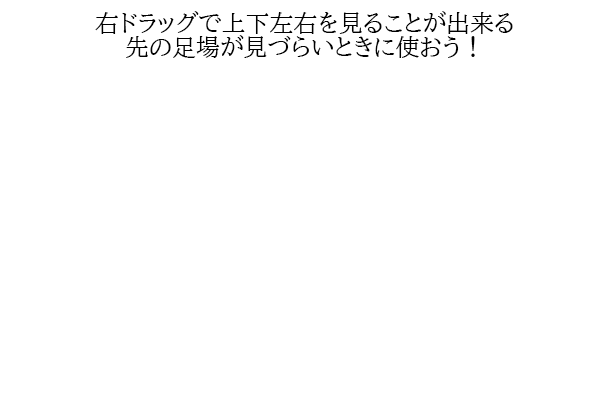 右ドラッグで上下左右を見ることが出来る
先の足場が見づらいときに使おう！